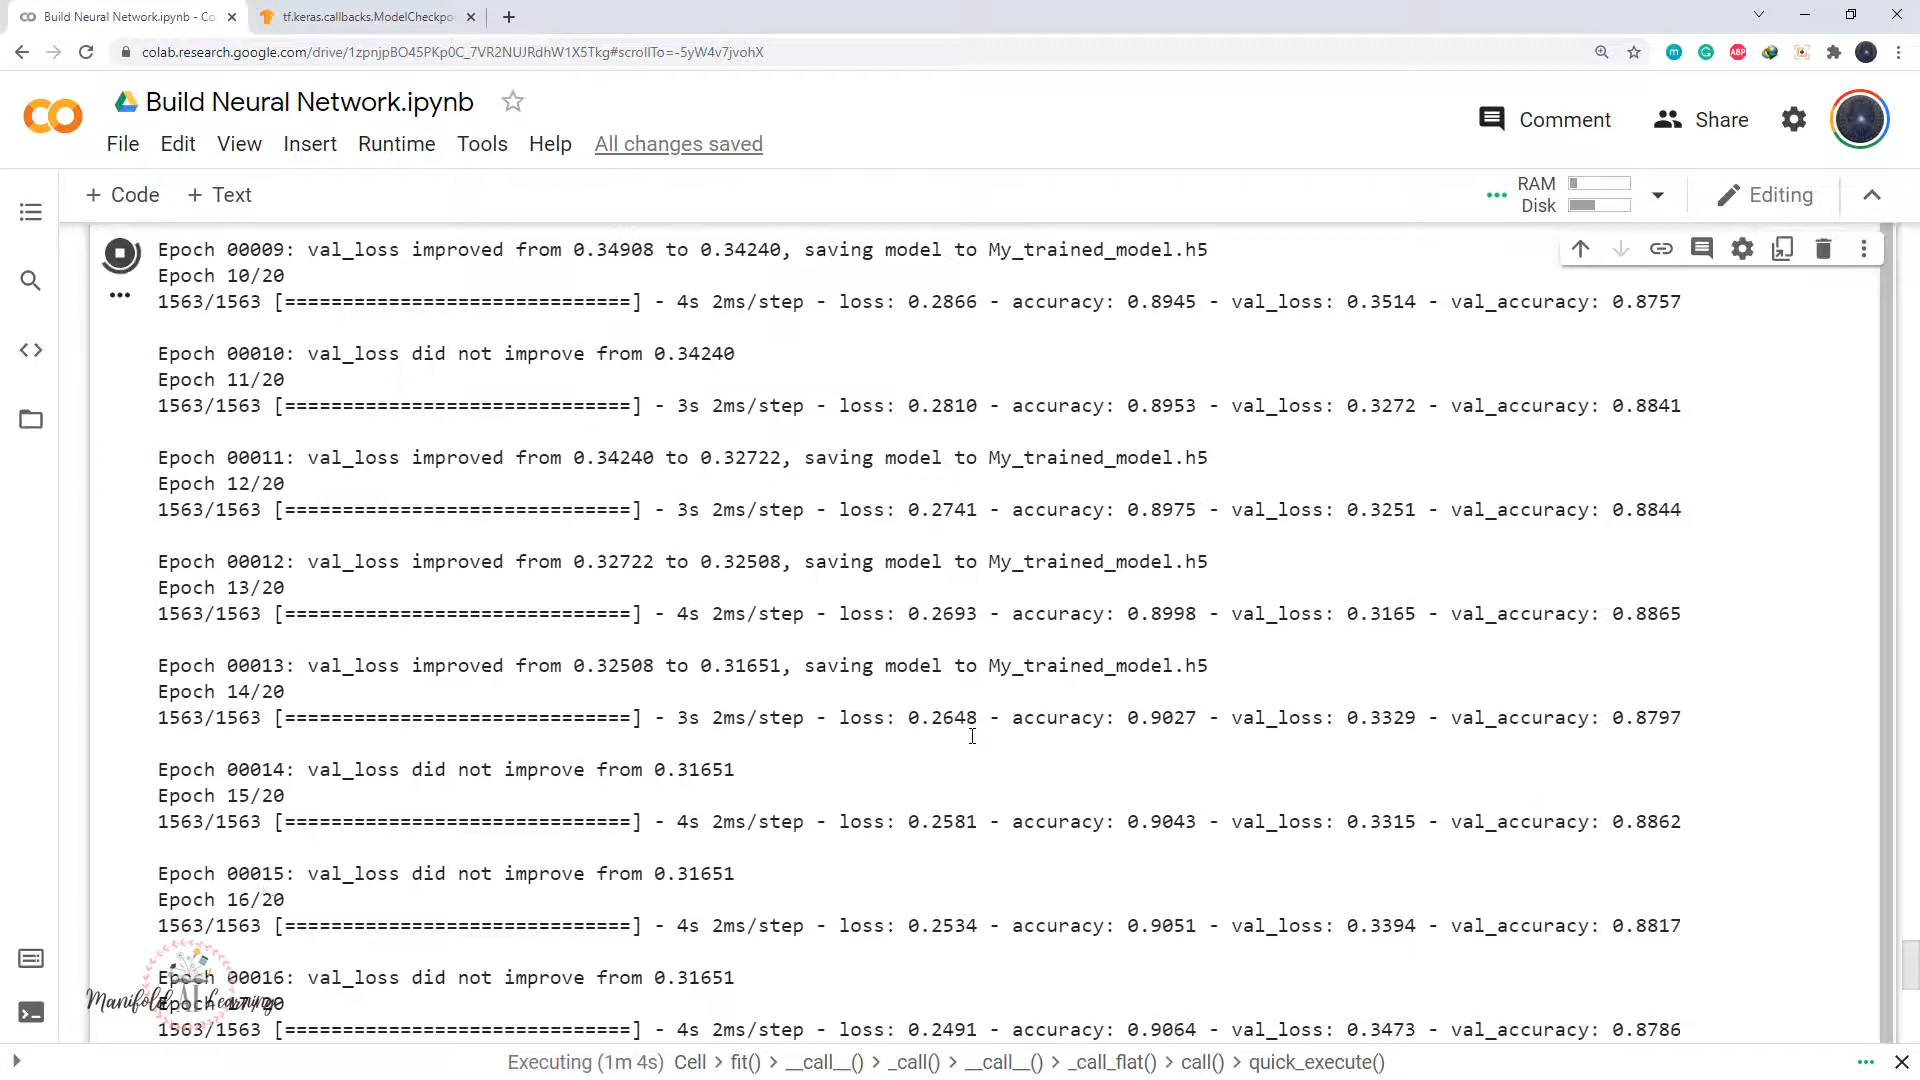 Build Neural Network.ipynb - Co
tf.keras.callbacks.ModelCheckpo
colab.research.google.com/drive/1zpnjpBO45PKp0C_7VR2NUJRdhW1X5Tkg#scrollTo=-5yW4v7jvohX
ABP
CO
Build Neural Network.ipynb
Comment
Share
File Edit View Insert Runtime Tools Help All changes saved
+ Code + Text
RAM
Disk
Editing
Epoch 00009: val_loss improved from 0.34908 to 0.34240, saving model to My_trained_model.h5
Epoch 10/20
1563/1563 [==============================] - 4s 2ms/step - loss: 0.2866 - accuracy: 0.8945 - val_loss: 0.3514 - val_accuracy: 0.8757
Epoch 00010: val_loss did not improve from 0.34240
Epoch 11/20
1563/1563 [==============================] - 3s 2ms/step - loss: 0.2810 - accuracy: 0.8953 - val_loss: 0.3272 - val_accuracy: 0.8841
Epoch 00011: val_loss improved from 0.34240 to 0.32722, saving model to My_trained_model.h5
Epoch 12/20
1563/1563 [==============================] - 3s 2ms/step - loss: 0.2741 - accuracy: 0.8975 - val_loss: 0.3251 - val_accuracy: 0.8844
Epoch 00012: val_loss improved from 0.32722 to 0.32508, saving model to My_trained_model.h5
Epoch 13/20
1563/1563 [==============================] - 4s 2ms/step - loss: 0.2693 - accuracy: 0.8998 - val_loss: 0.3165 - val_accuracy: 0.8865
Epoch 00013: val_loss improved from 0.32508 to 0.31651, saving model to My_trained_model.h5
Epoch 14/20
1563/1563 [==============================] - 3s 2ms/step - loss: 0.2648 - accuracy: 0.9027 - val_loss: 0.3329 - val_accuracy: 0.8797
Epoch 00014: val_loss did not improve from 0.31651
Epoch 15/20
1563/1563 [==============================] - 4s 2ms/step - loss: 0.2581 - accuracy: 0.9043 - val_loss: 0.3315 - val_accuracy: 0.8862
Epoch 00015: val_loss did not improve from 0.31651
Epoch 16/20
1563/1563 [==============================] - 4s 2ms/step - loss: 0.2534 - accuracy: 0.9051 - val_loss: 0.3394 - val_accuracy: 0.8817
Epoch 00016: val_loss did not improve from 0.31651
Epoch 17/20
Manifold AI Learning
1563/1563 [==============================] - 4s 2ms/step - loss: 0.2491 - accuracy: 0.9064 - val_loss: 0.3473 - val_accuracy: 0.8786
Executing (1m 4s) Cell > fit() > __call__() > _call() > __call__() > _call_flat() > call() > quick_execute()